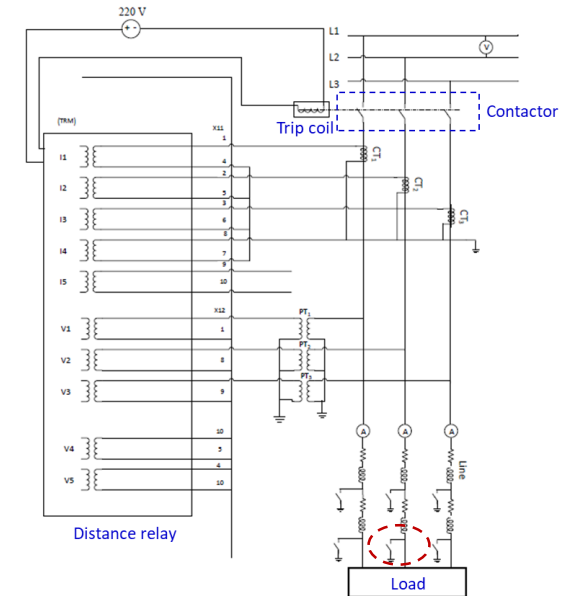 220 V
+ -
L1
V
L2
L3
Contactor
Trip coil
(TRM)
X11
1
I1
4
CT1
2
I2
5
CT2
3
I3
6
CT3
8
I4
7
9
I5
10
X12
PT1
V1
1
PT2
V2
8
PT3
V3
9
A A A
10
V4
3
4
V5
10
Line
Distance relay
Load